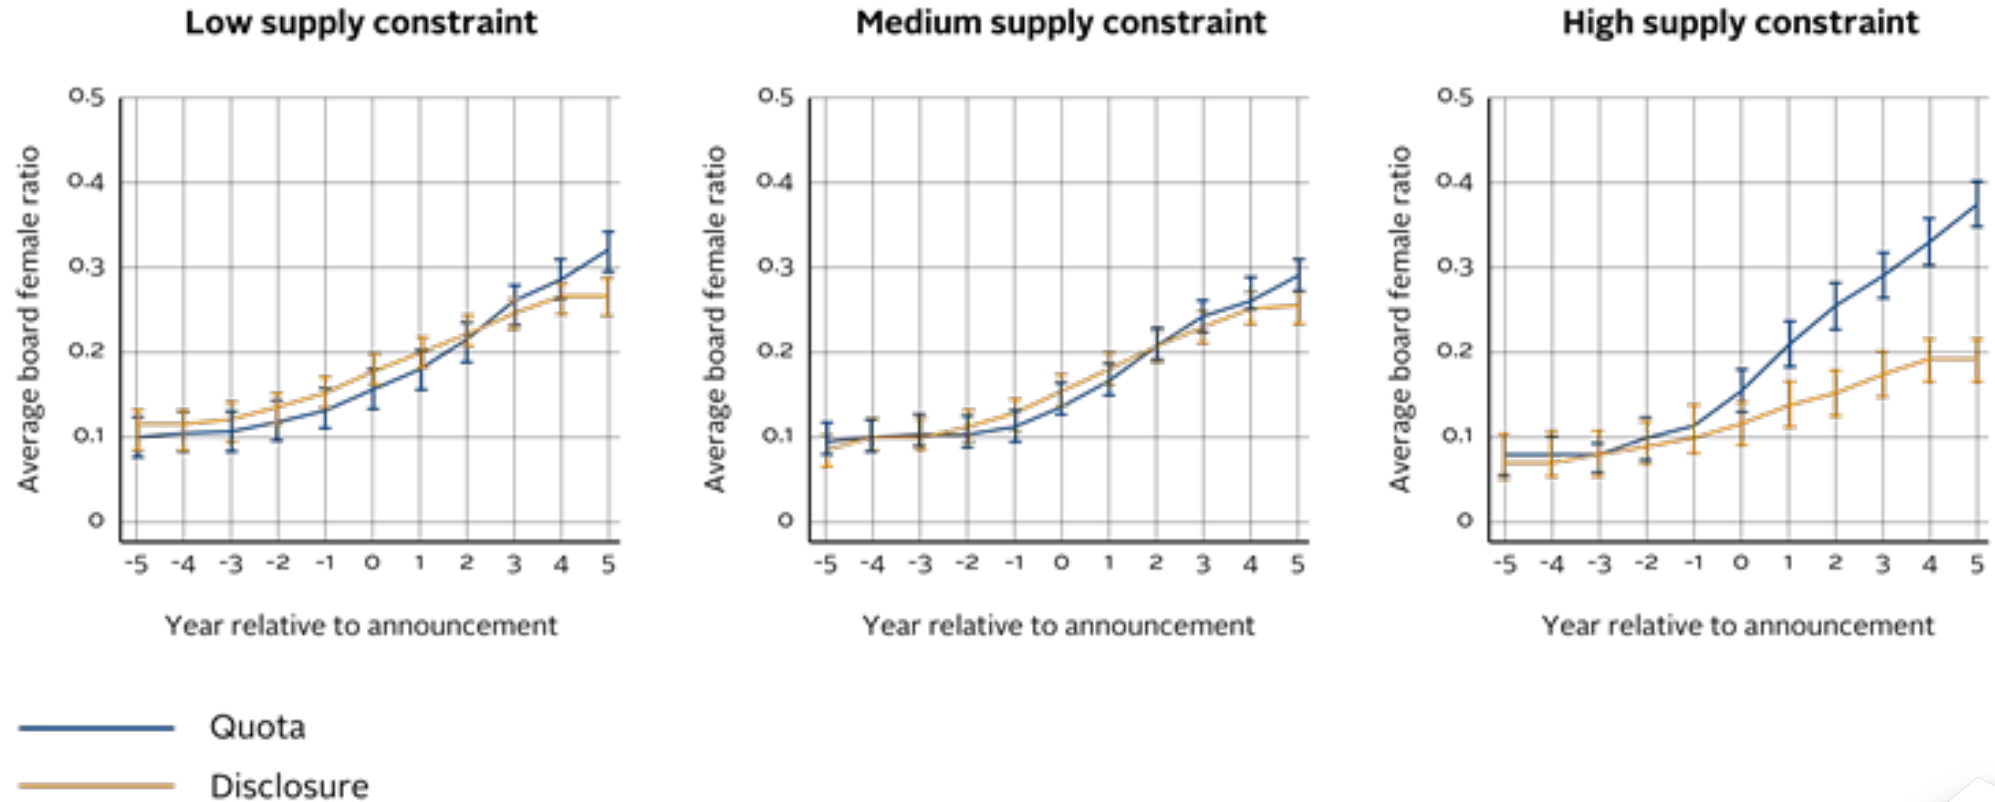 Low supply constraint
Average board female ratio
0.5
0.4
0.3
0.2
0.1
0
-5 -4 -3 -2 -1 0 1 2 3 4 5
Year relative to announcement
Medium supply constraint
Average board female ratio
0.5
0.4
0.3
0.2
0.1
0
-5 -4 -3 -2 -1 0 1 2 3 4 5
Year relative to announcement
High supply constraint
Average board female ratio
0.5
0.4
0.3
0.2
0.1
0
-5 -4 -3 -2 -1 0 1 2 3 4 5
Year relative to announcement
Quota
Disclosure